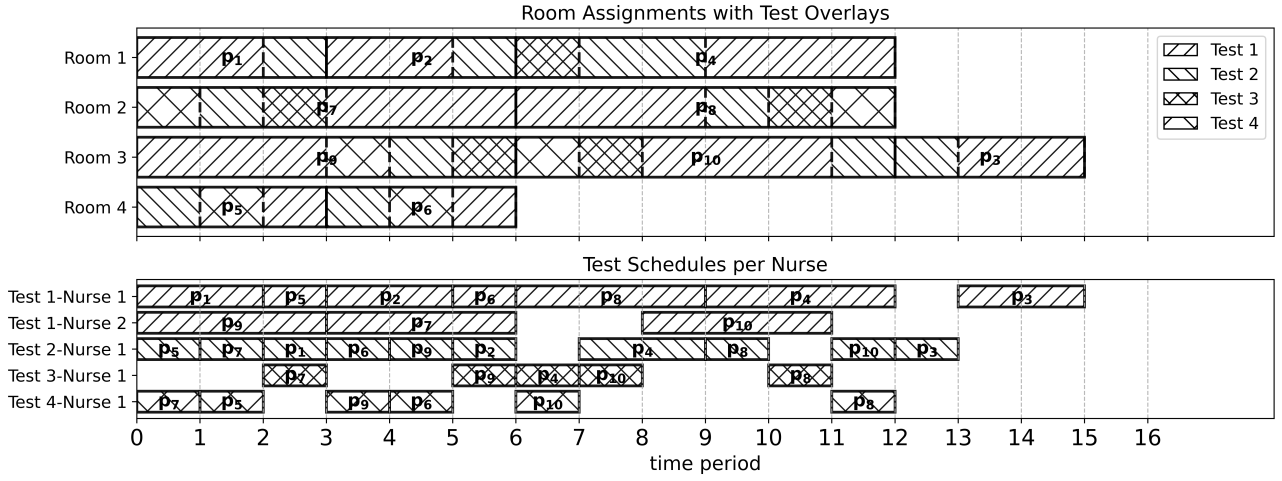 Room Assignments with Test Overlays
Room 1 p1 p2 p4
Room 2 p7 p8
Room 3 p9 p10 p3
Room 4 p5 p6
Test 1
Test 2
Test 3
Test 4
Test Schedules per Nurse
Test 1-Nurse 1 p1 p5 p2 p6 p8 p4 p3
Test 1-Nurse 2 p9 p7 p10
Test 2-Nurse 1 p5 p7 p1 p6 p9 p2 p4 p8 p10 p3
Test 3-Nurse 1 p7 p9 p4 p10 p8
Test 4-Nurse 1 p7 p5 p9 p6 p10 p8
0 1 2 3 4 5 6 7 8 9 10 11 12 13 14 15 16
time period